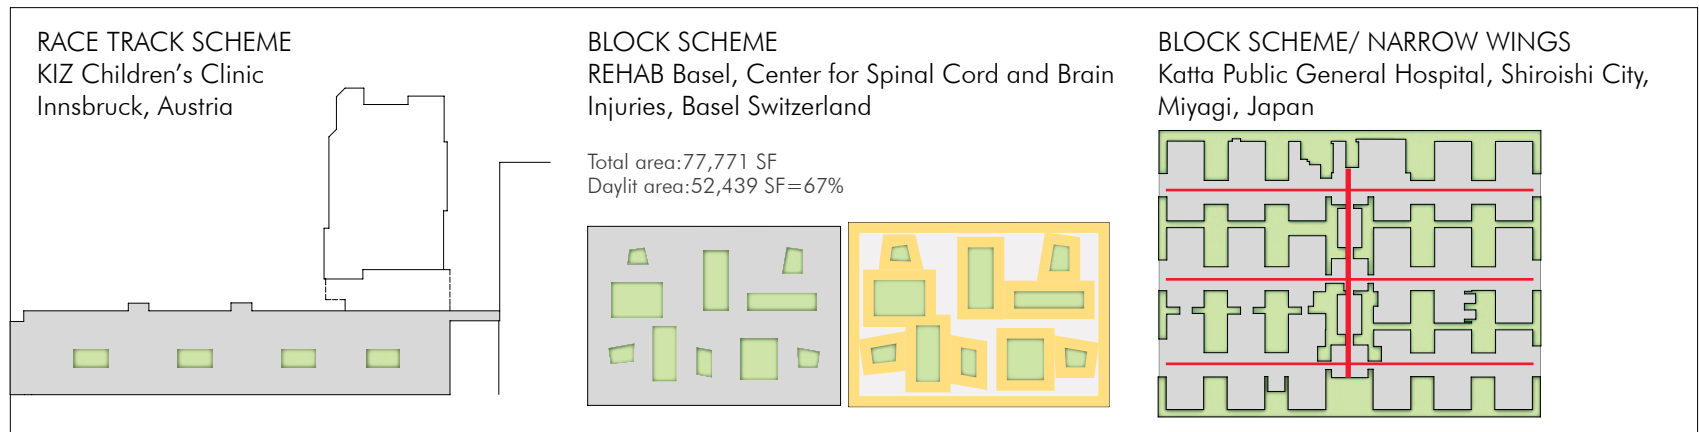 RACE TRACK SCHEME
KIZ Children’s Clinic
Innsbruck, Austria
BLOCK SCHEME
REHAB Basel, Center for Spinal Cord and Brain
Injuries, Basel Switzerland
Total area:77,771 SF
Daylit area:52,439 SF=67%
BLOCK SCHEME/ NARROW WINGS
Katta Public General Hospital, Shiroishi City,
Miyagi, Japan